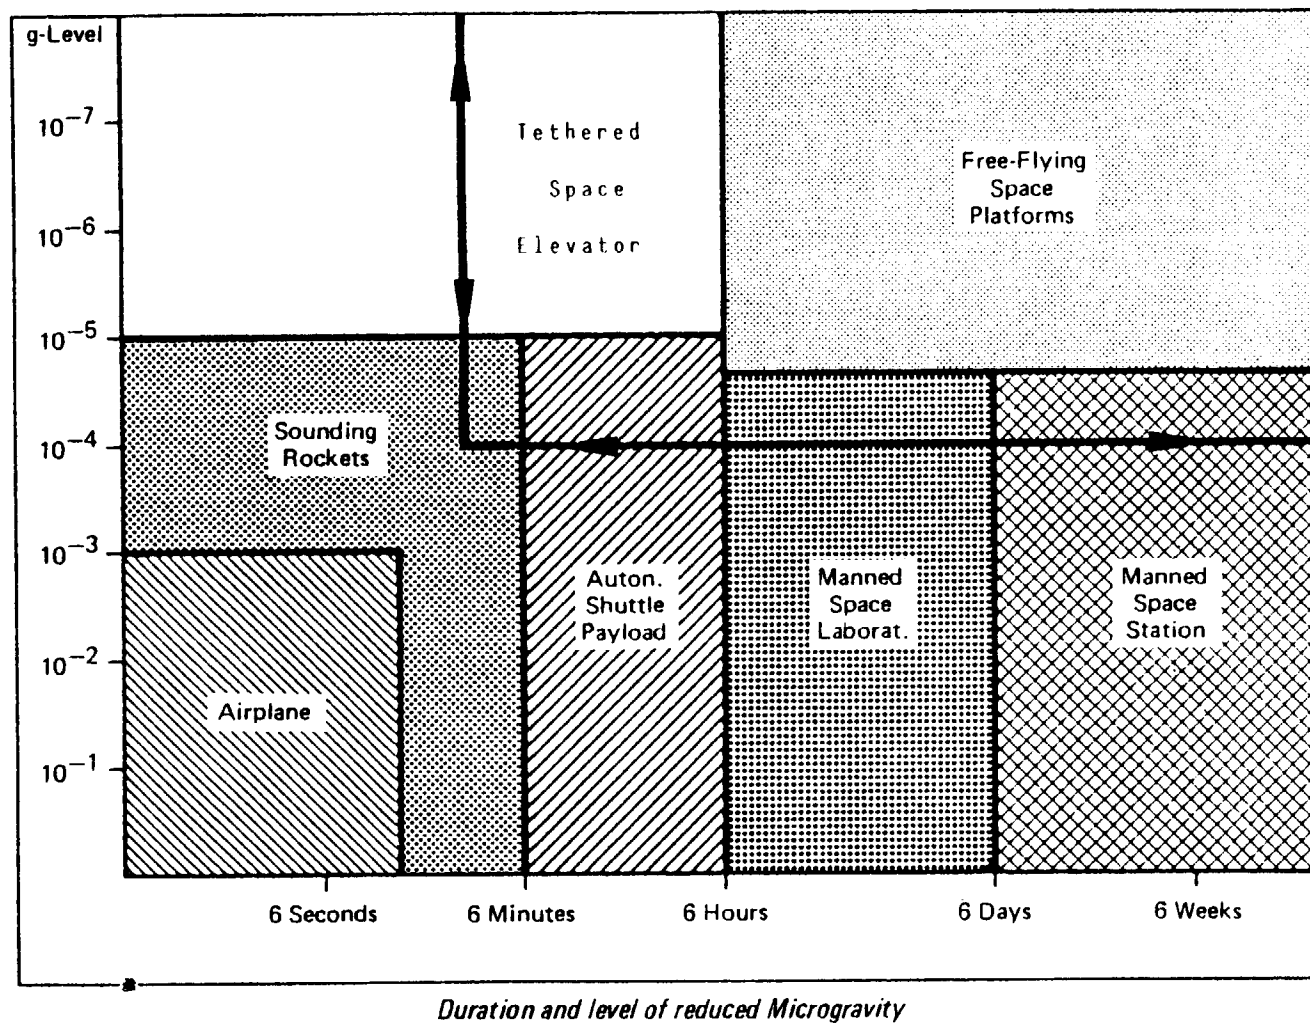 g-Level
10⁻⁷
10⁻⁶
10⁻⁵
10⁻⁴
10⁻³
10⁻²
10⁻¹
Tethered
Space
Elevator
Free-Flying
Space
Platforms
Sounding
Rockets
Airplane
Auton.
Shuttle
Payload
Manned
Space
Laborat.
Manned
Space
Station
6 Seconds
6 Minutes
6 Hours
6 Days
6 Weeks
Duration and level of reduced Microgravity